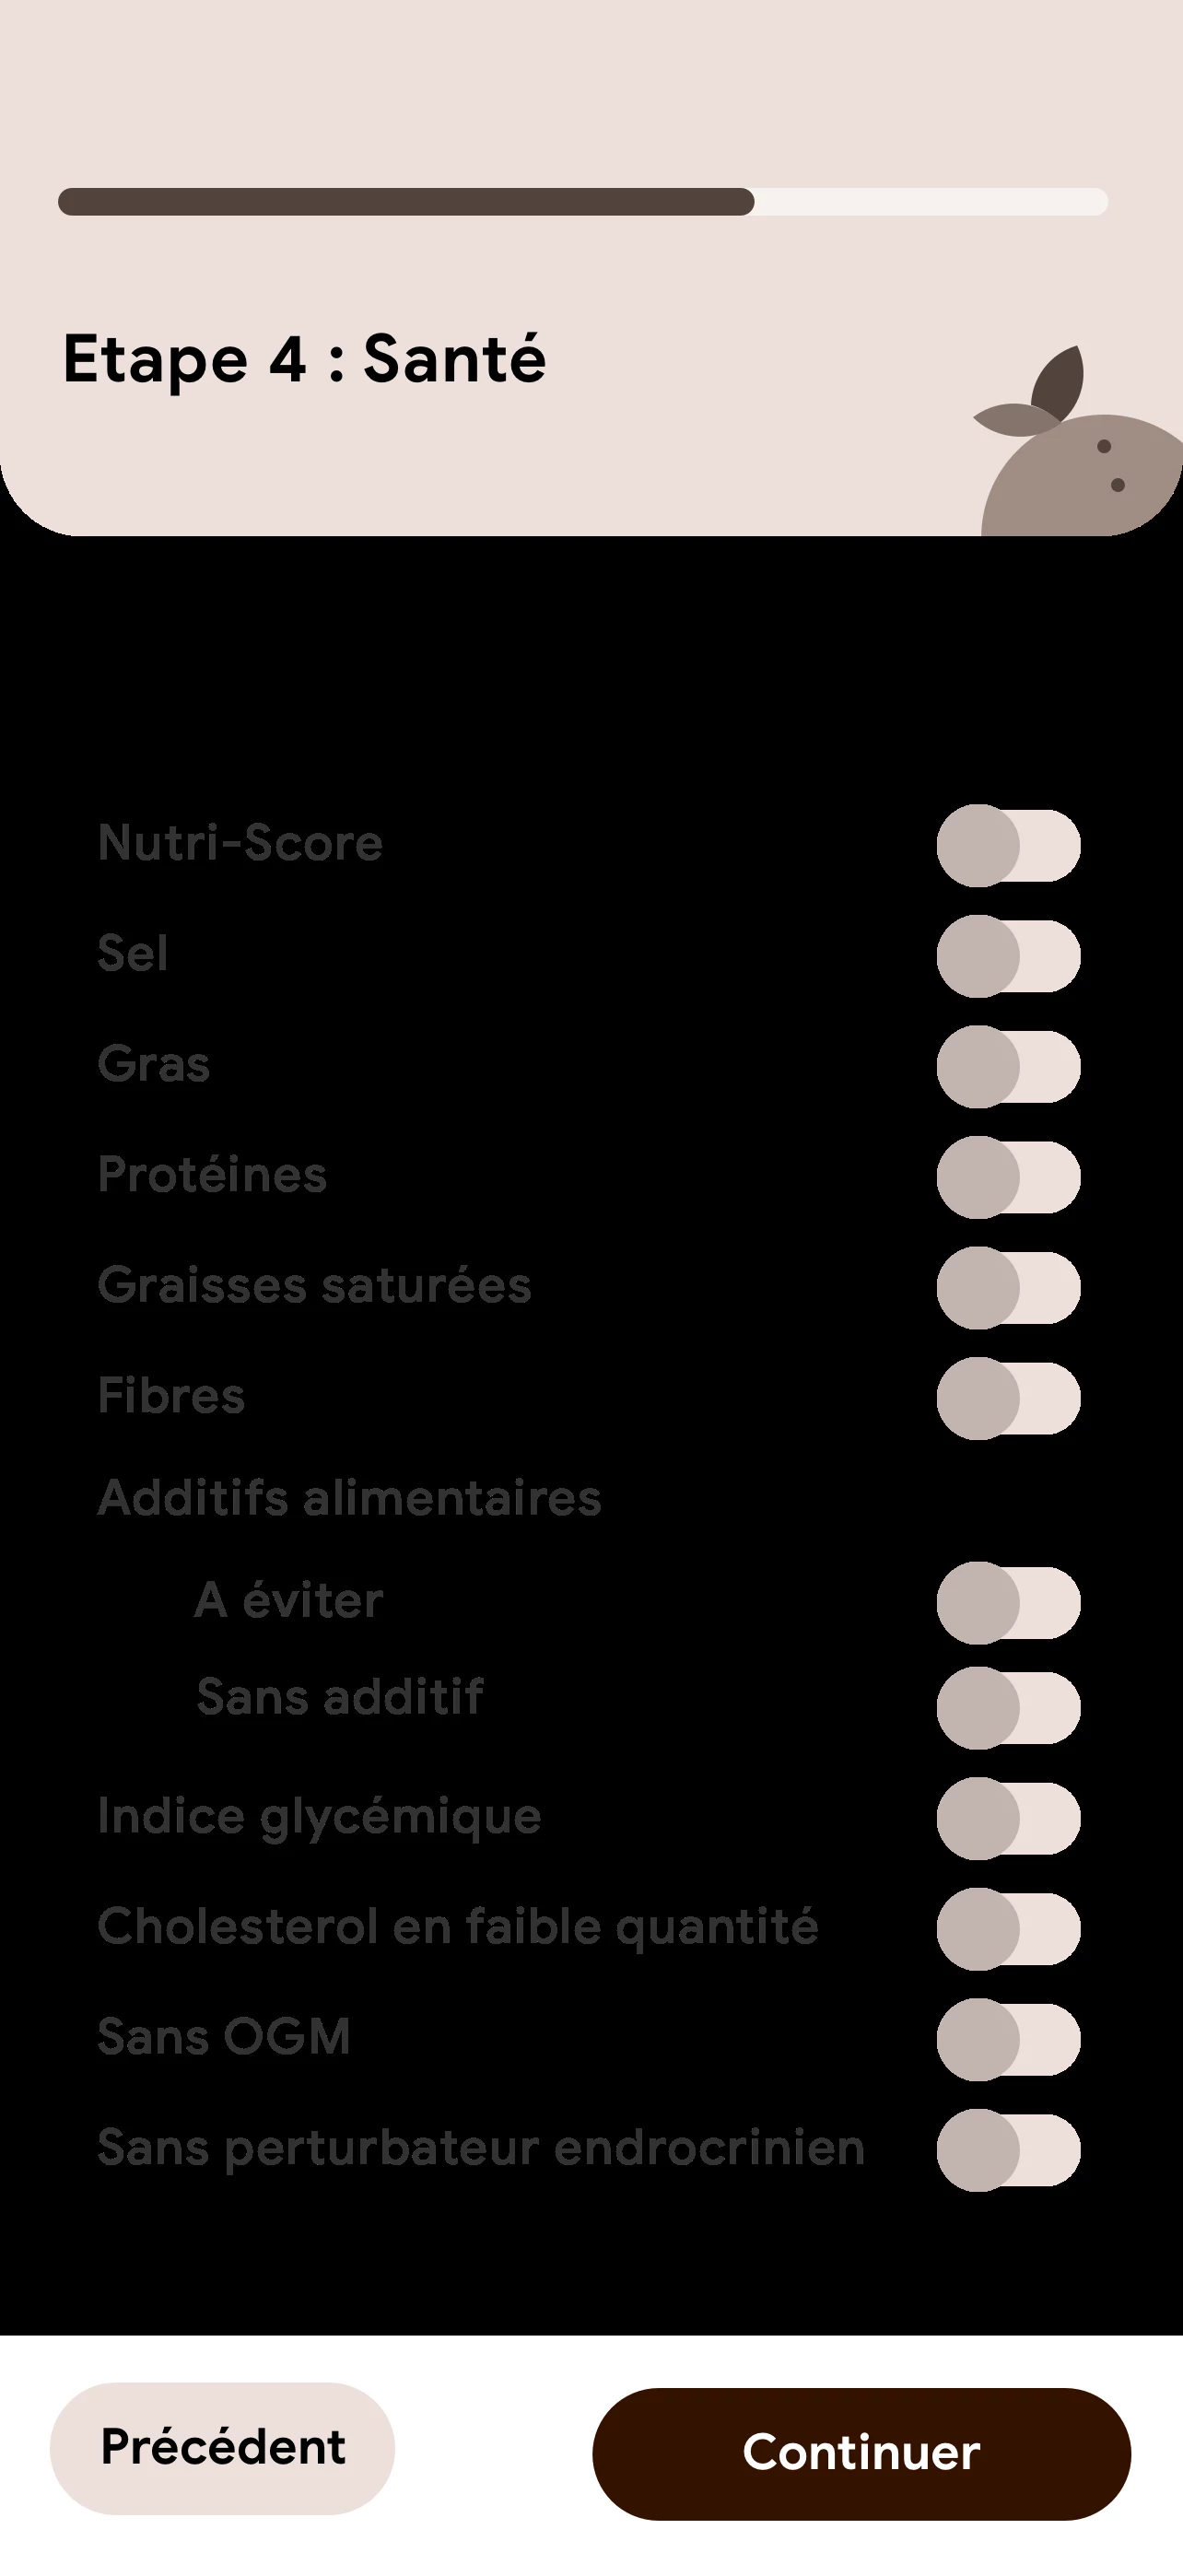 Etape 4 : Santé
Nutri-Score
Sel
Gras
Protéines
Graisses saturées
Fibres
Additifs alimentaires
A éviter
Sans additif
Indice glycémique
Cholesterol en faible quantité
Sans OGM
Sans perturbateur endrocrinien
Précédent
Continuer